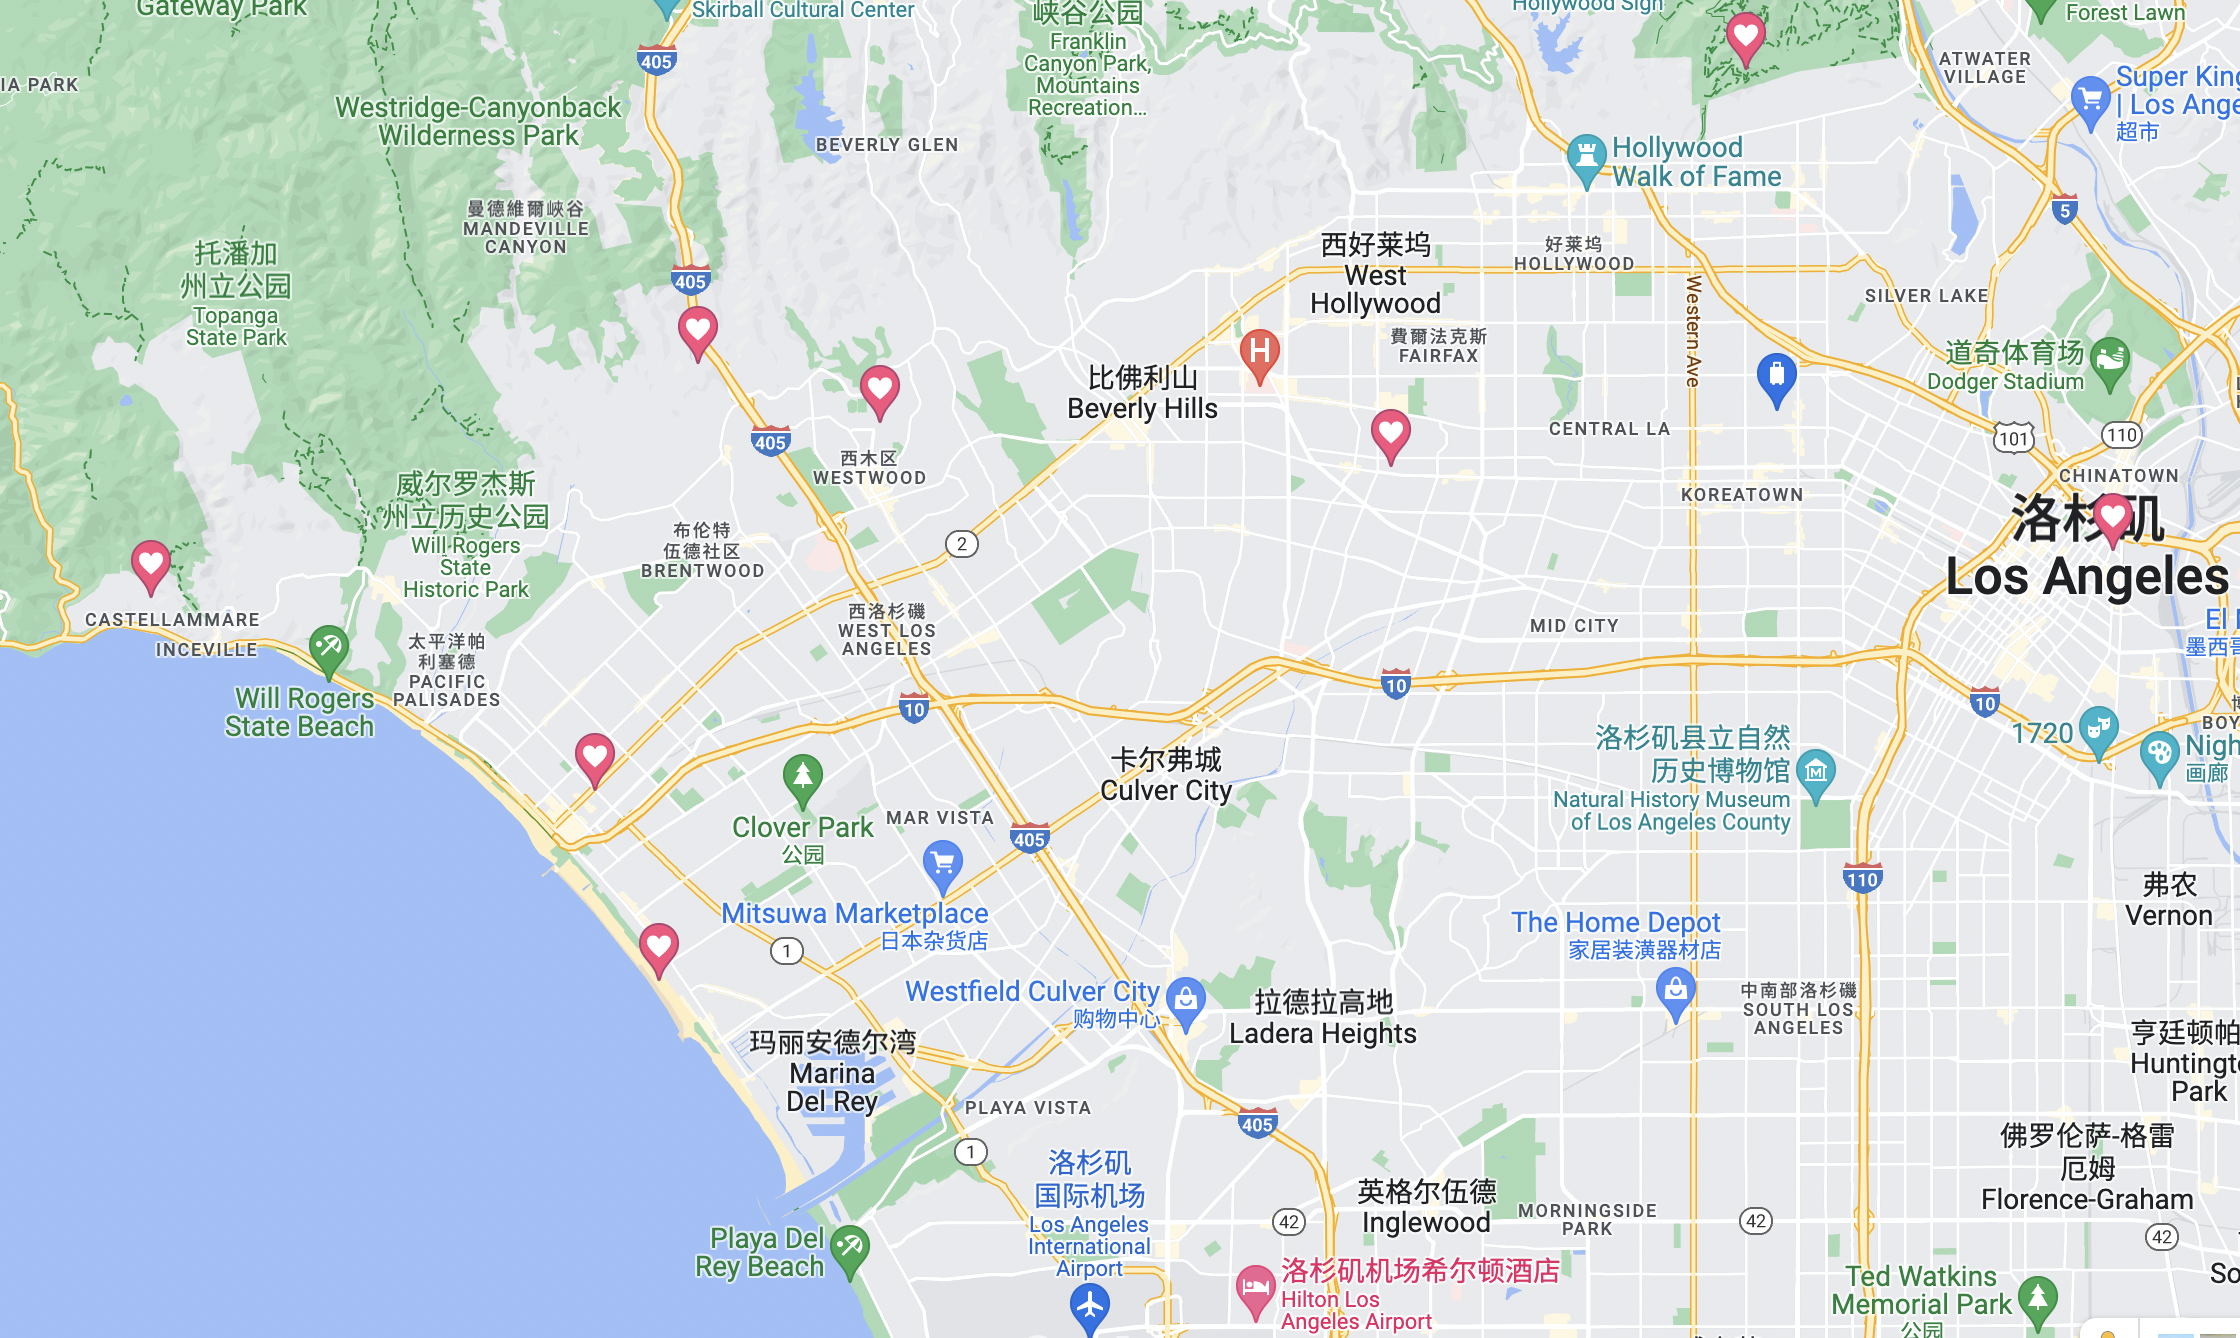 Gateway Park
Skirball Cultural Center
峡谷公园
Franklin
Canyon Park,
Mountains
Recreation...
Hollywood Sign
Forest Lawn
405
IA PARK
Westridge-Canyonback
Wilderness Park
BEVERLY GLEN
ATWATER
VILLAGE
Super King
| Los Ange
超市
Hollywood
Walk of Fame
曼德維爾峽谷
MANDEVILLE
CANYON
5
托潘加
州立公园
Topanga
State Park
405
西好莱坞
West
Hollywood
好莱坞
HOLLYWOOD
Western Ave
SILVER LAKE
費爾法克斯
FAIRFAX
H
道奇体育场
Dodger Stadium
比佛利山
Beverly Hills
405
CENTRAL LA
101
110
西木区
WESTWOOD
CHINATOWN
威尔罗杰斯
州立历史公园
Will Rogers
State
Historic Park
KOREATOWN
洛杉矶
Los Angeles
布伦特
伍德社区
BRENTWOOD
2
CASTELLAMMARE
INCEVILLE
西洛杉磯
WEST LOS
ANGELES
MID CITY
墨西哥
太平洋帕
利塞德
PACIFIC
PALISADES
Will Rogers
State Beach
10
10
10
BOY
1720
Nigh
画廊
洛杉矶县立自然
历史博物馆
Natural History Museum
of Los Angeles County
M
卡尔弗城
Culver City
Clover Park
公园
MAR VISTA
405
110
弗农
Vernon
Mitsuwa Marketplace
日本杂货店
The Home Depot
家居装潢器材店
1
Westfield Culver City
购物中心
拉德拉高地
Ladera Heights
中南部洛杉磯
SOUTH LOS
ANGELES
玛丽安德尔湾
Marina
Del Rey
亨廷顿帕
Huntingt
Park
PLAYA VISTA
405
1
洛杉矶
国际机场
Los Angeles
International
Airport
佛罗伦萨-格雷
厄姆
Florence-Graham
英格尔伍德
Inglewood
MORNINGSIDE
PARK
42
42
42
Playa Del
Rey Beach
洛杉矶机场希尔顿酒店
Hilton Los
Angeles Airport
Ted Watkins
Memorial Park
公园
So